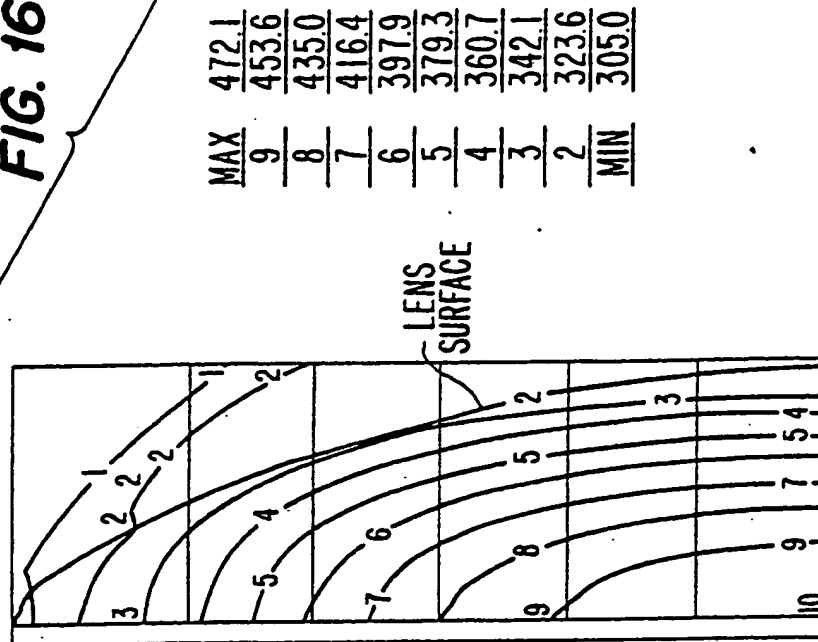 FIG. 16
MAX 472.1
9 453.6
8 435.0
7 416.4
6 397.9
5 379.3
4 360.7
3 342.1
2 323.6
MIN 305.0
LENS
SURFACE
1 1
2 2 2 2 2
3 3
4 4
5 5 5
6
7 7
8
9 9
10